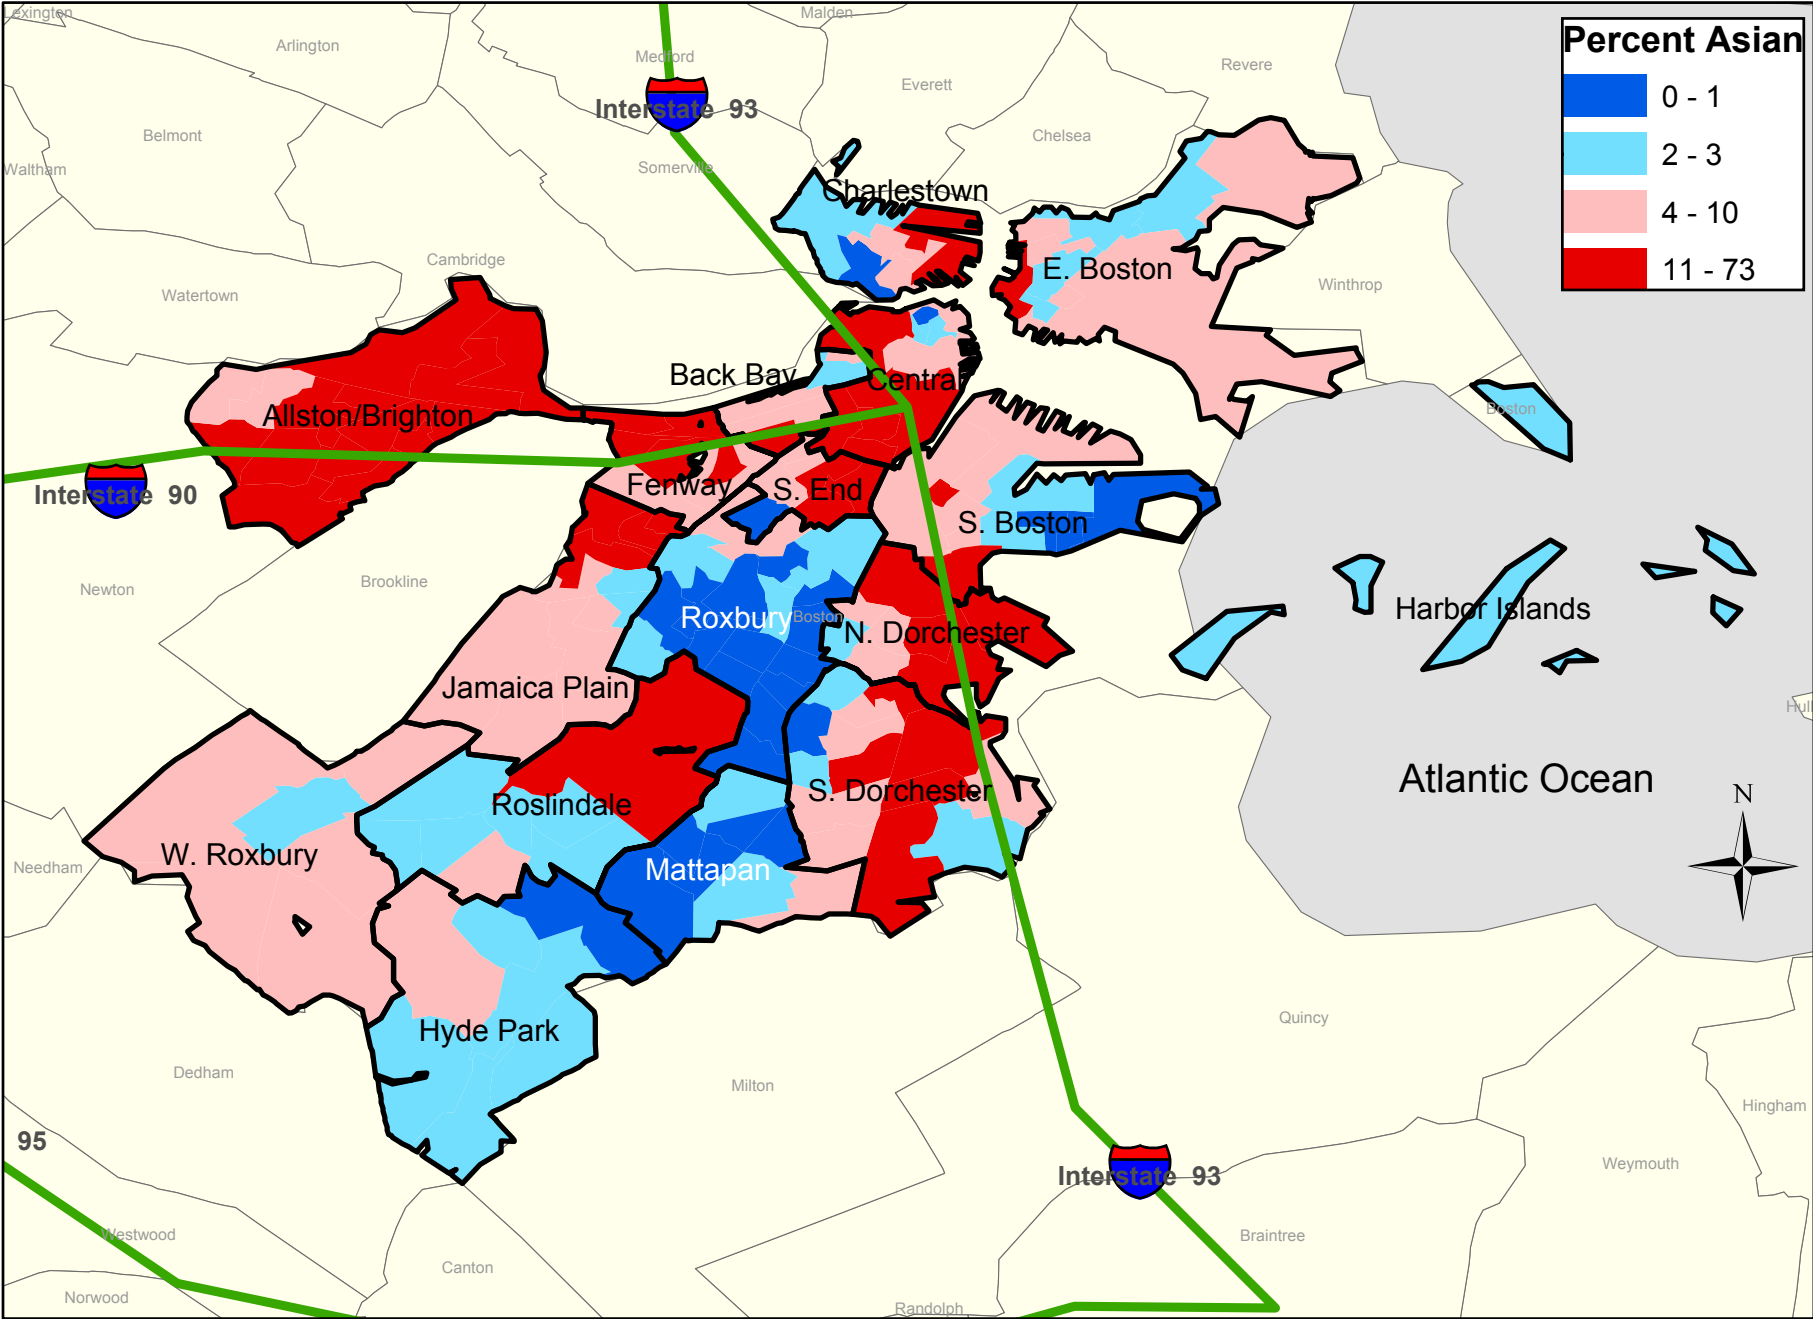 Lexington
Malden
Arlington
Medford
Revere
Everett
Interstate 93
Belmont
Chelsea
Waltham
Somerville
Percent Asian
0 - 1
2 - 3
4 - 10
11 - 73
Charlestown
Cambridge
E. Boston
Winthrop
Watertown
Back Bay
Central
Allston/Brighton
Boston
Interstate 90
Fenway
S. End
S. Boston
Newton
Brookline
Roxbury
Boston
N. Dorchester
Harbor Islands
Jamaica Plain
Hull
Roslindale
S. Dorchester
Atlantic Ocean
N
W. Roxbury
Needham
Mattapan
Hyde Park
Quincy
Dedham
Milton
Hingham
95
Interstate 93
Weymouth
Westwood
Braintree
Canton
Norwood
Randolph